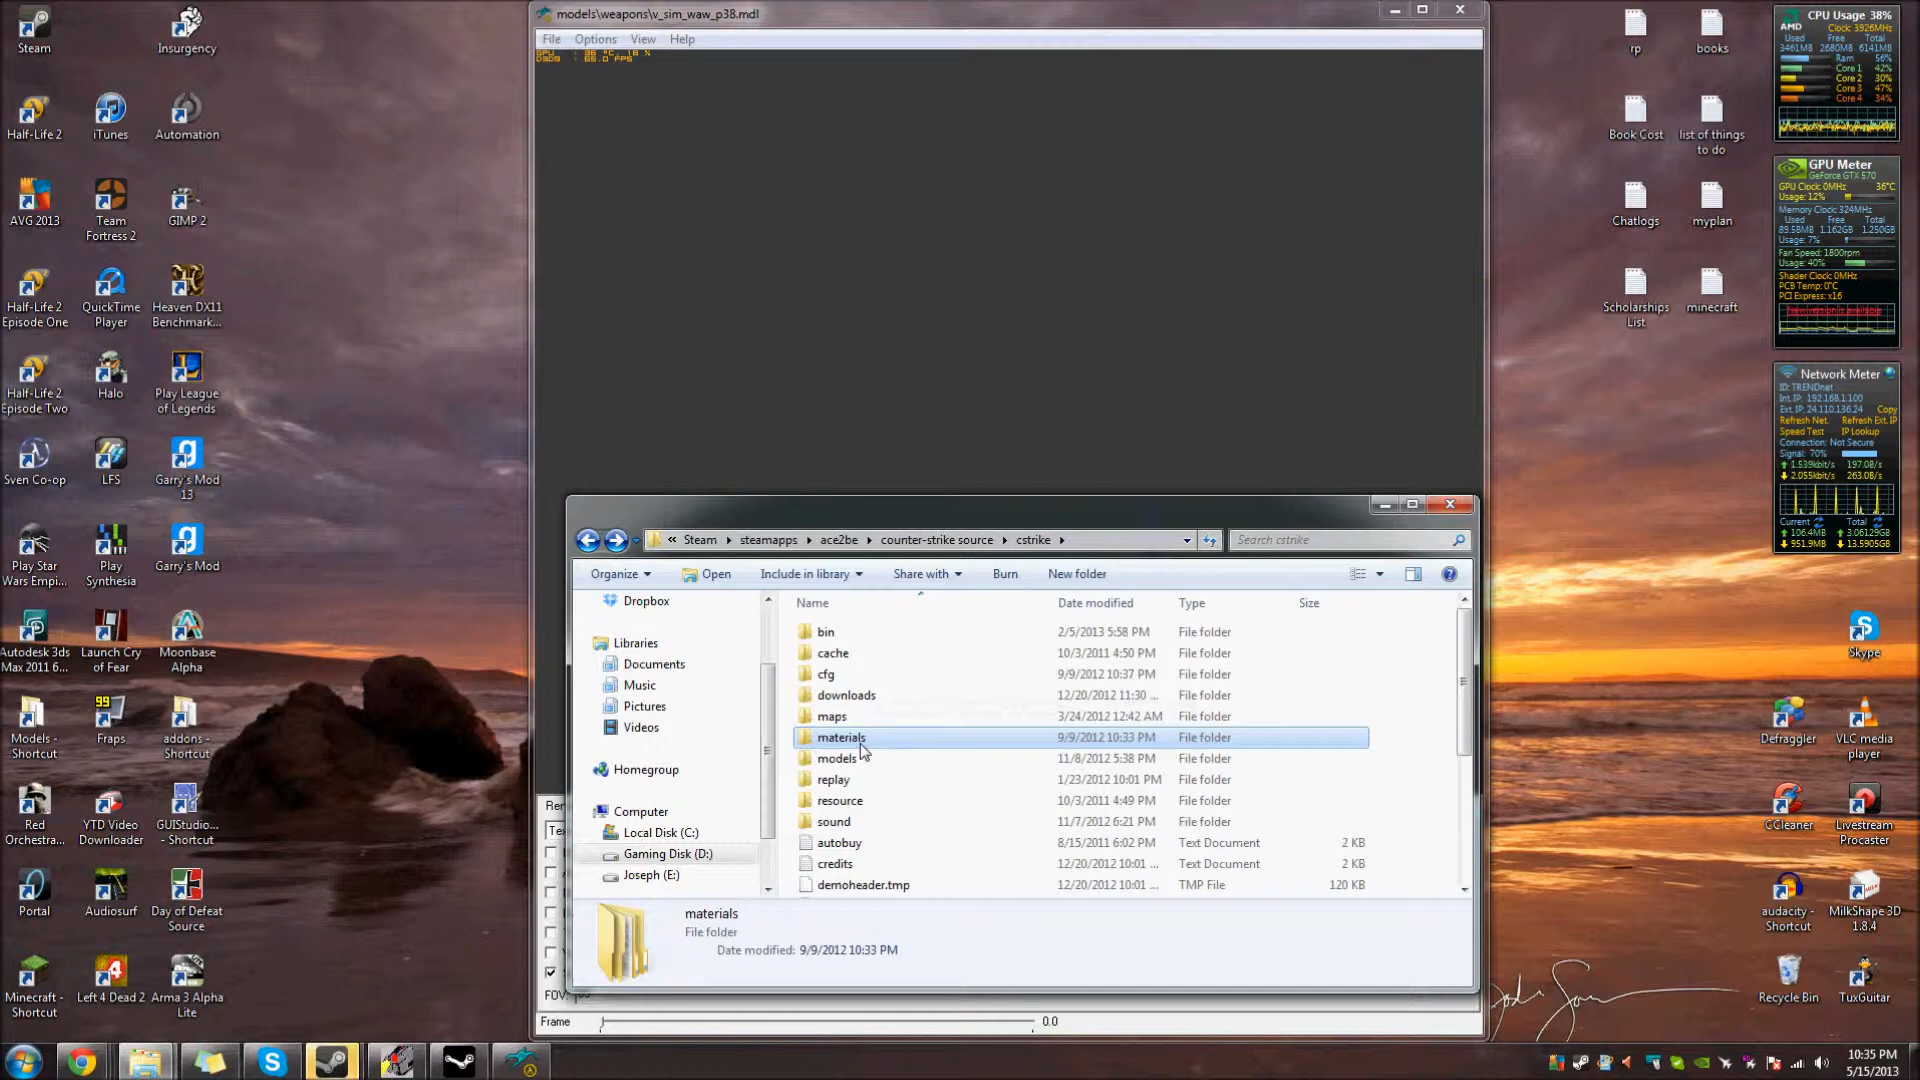 models\weapons\v_sim_waw_p38.mdl
File Options View Help
GPU : 36 °C, 18 %
D3D9 : 65.0 FPS
Steam
Insurgency
Half-Life 2
iTunes
Automation
AVG 2013
Team
Fortress 2
GIMP 2
Half-Life 2
Episode One
QuickTime
Player
Heaven DX11
Benchmark...
Half-Life 2
Episode Two
Halo
Play League
of Legends
Sven Co-op
LFS
Garry's Mod
13
Play Star
Wars Empi...
Play
Synthesia
Garry's Mod
Autodesk 3ds
Max 2011 6...
Launch Cry
of Fear
Moonbase
Alpha
Models -
Shortcut
99
Fraps
addons -
Shortcut
Red
Orchestra...
YTD Video
Downloader
GUIStudio...
- Shortcut
Portal
Audiosurf
Day of Defeat
Source
Minecraft -
Shortcut
Left 4 Dead 2
Arma 3 Alpha
Lite
« Steam steamapps ace2be counter-strike source cstrike
Search cstrike
Organize Open Include in library Share with Burn New folder
Dropbox
Libraries
Documents
Music
Pictures
Videos
Homegroup
Computer
Local Disk (C:)
Gaming Disk (D:)
Joseph (E:)
Name Date modified Type Size
bin 2/5/2013 5:58 PM File folder
cache 10/3/2011 4:50 PM File folder
cfg 9/9/2012 10:37 PM File folder
downloads 12/20/2012 11:30 ... File folder
maps 3/24/2012 12:42 AM File folder
materials 9/9/2012 10:33 PM File folder
models 11/8/2012 5:38 PM File folder
replay 1/23/2012 10:01 PM File folder
resource 10/3/2011 4:49 PM File folder
sound 11/7/2012 6:21 PM File folder
autobuy 8/15/2011 6:02 PM Text Document 2 KB
credits 12/20/2012 10:01 ... Text Document 2 KB
demoheader.tmp 12/20/2012 10:01 ... TMP File 120 KB
materials
File folder
Date modified: 9/9/2012 10:33 PM
FOV:
Frame 0.0
rp
books
Book Cost
list of things
to do
Chatlogs
myplan
Scholarships
List
minecraft
Skype
Defraggler
VLC media
player
CCleaner
Livestream
Procaster
audacity -
Shortcut
MilkShape 3D
1.8.4
Recycle Bin
TuxGuitar
CPU Usage 38%
AMD
Clock: 3926MHz
Used Free Total
3461MB 2680MB 6141MB
Ram 56%
Core 1 42%
Core 2 30%
Core 3 47%
Core 4 34%
GPU Meter
GeForce GTX 570
GPU Clock: 0MHz 36°C
Usage: 12%
Memory Clock: 324MHz
Used Free Total
89.58MB 1.162GB 1.250GB
Usage: 7%
Fan Speed: 1800rpm
Usage: 40%
Shader Clock: 0MHz
PCB Temp: 0°C
PCI Express: x16
New version is available
Network Meter
ID: TRENDnet
Int.IP: 192.168.1.100
Ext.IP: 24.110.136.24 Copy
Refresh Net. Refresh Ext.IP
Speed Test IP Lookup
Connection: Not Secure
Signal: 70%
1.539kbit/s 197.0B/s
2.055kbit/s 263.0B/s
Current Total
106.4MB 3.06129GB
951.9MB 13.5905GB
10:35 PM
5/15/2013